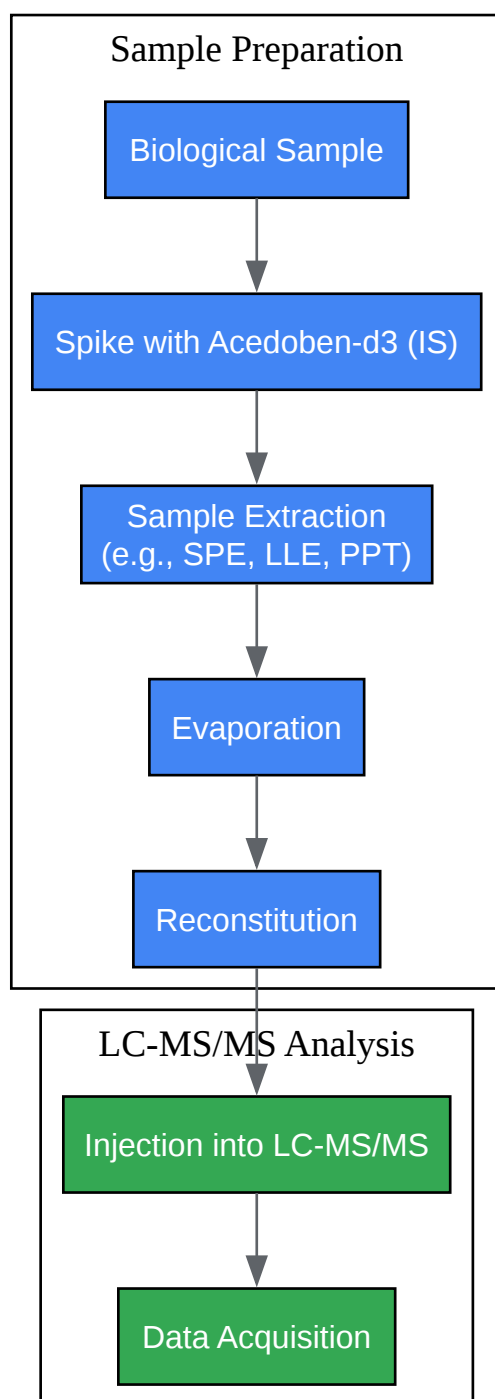 Sample Preparation
Biological Sample
Spike with Acedoben-d3 (IS)
Sample Extraction
(e.g., SPE, LLE, PPT)
Evaporation
Reconstitution
LC-MS/MS Analysis
Injection into LC-MS/MS
Data Acquisition